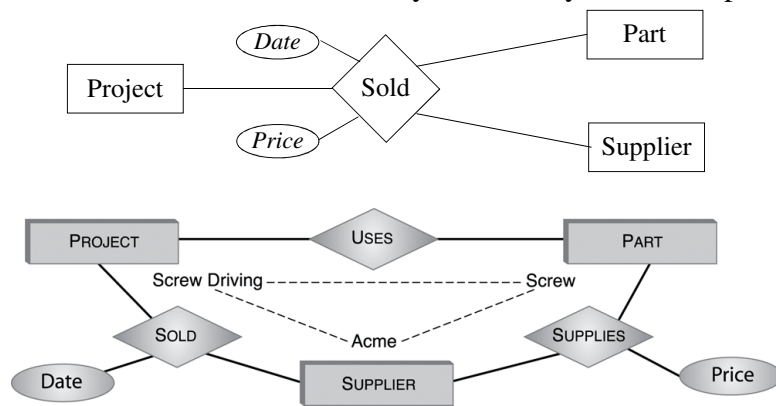 Date
Part
Project
Sold
Price
Supplier
PROJECT
USES
PART
Screw Driving
Screw
SOLD
Acme
SUPPLIES
Date
SUPPLIER
Price